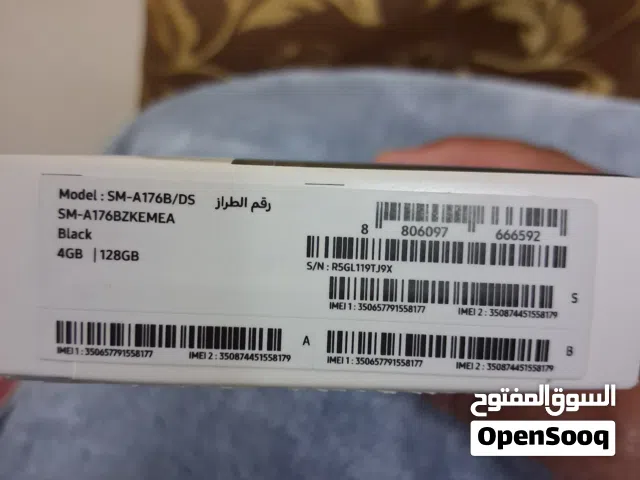 Model : SM-A176B/DS رقم الطراز
SM-A176BZKEMEA
Black
4GB | 128GB
8 806097 666592
S/N : R5GL119TJ9X
S
IMEI 1 : 350657791558177 IMEI 2 : 350874451558179
IMEI 1 : 350657791558177 IMEI 2 : 350874451558179
A
IMEI 1 : 350657791558177 IMEI 2 : 350874451558179
B
السوق المفتوح
OpenSooq